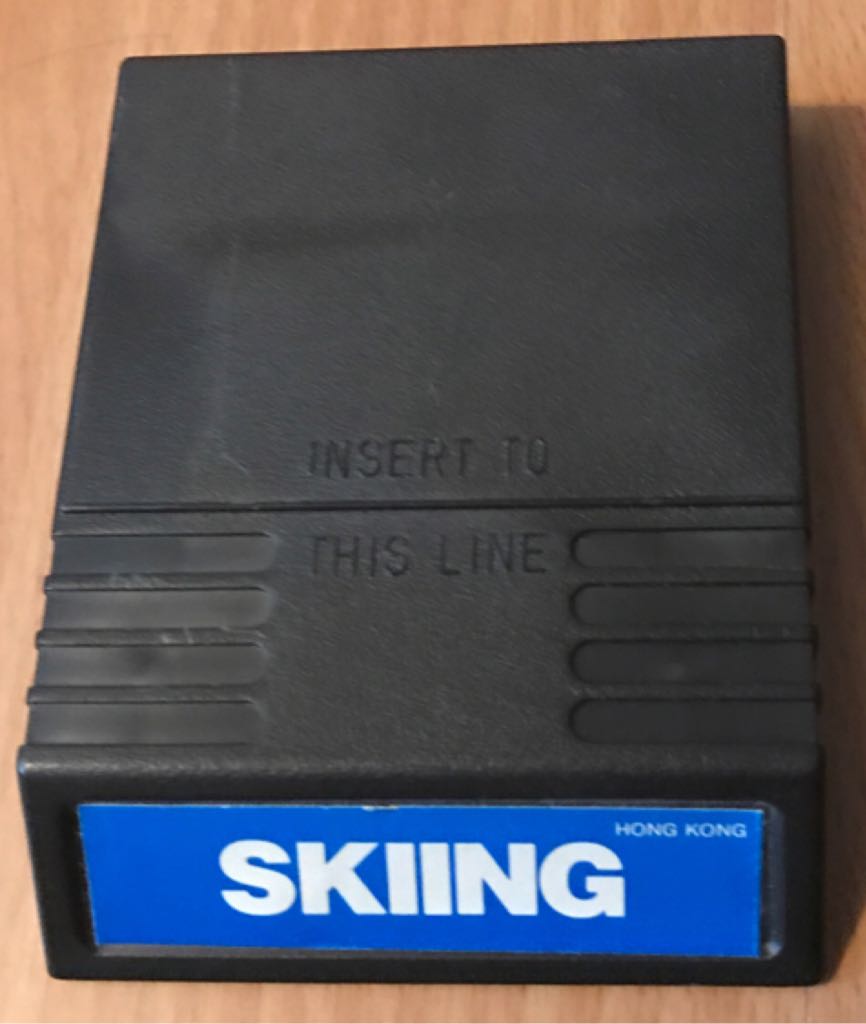 INSERT TO
THIS LINE
HONG KONG
SKIING